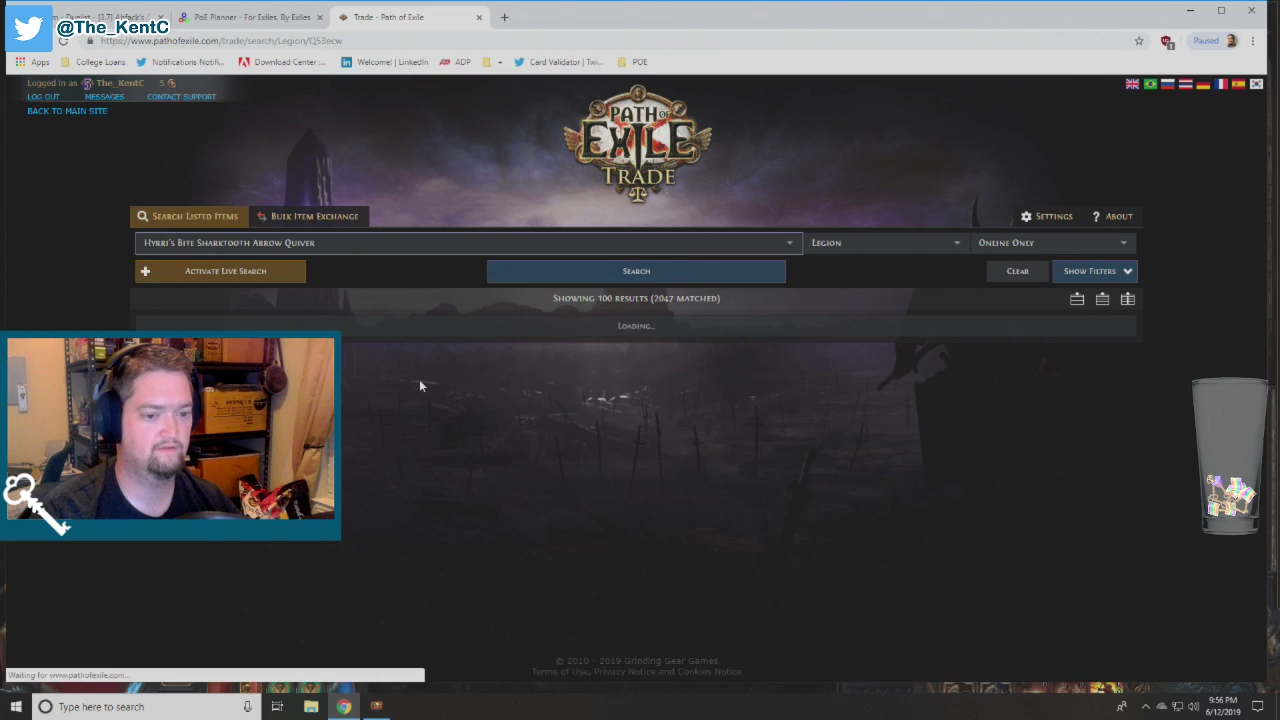 @The_KentC
PoE Planner - For Exiles, By Exiles
Trade - Path of Exile
https://www.pathofexile.com/trade/search/Legion/QS3ecw
Paused
Apps
College Loans
Notifications Notifi...
Download Center :...
Welcome! | LinkedIn
ADP
Card Validator | Twi...
POE
Logged in as The_KentC 5
LOG OUT MESSAGES CONTACT SUPPORT
BACK TO MAIN SITE
PATH OF
EXILE
TRADE
Search Listed Items
Bulk Item Exchange
Settings
? About
Hyrri's Bite Sharktooth Arrow Quiver
Legion
Online Only
Activate Live Search
Search
Clear
Show Filters
Showing 100 results (2047 matched)
Loading...
© 2010 - 2019 Grinding Gear Games
Terms of Use, Privacy Notice and Cookies Notice
Waiting for www.pathofexile.com...
Type here to search
9:56 PM
6/12/2019